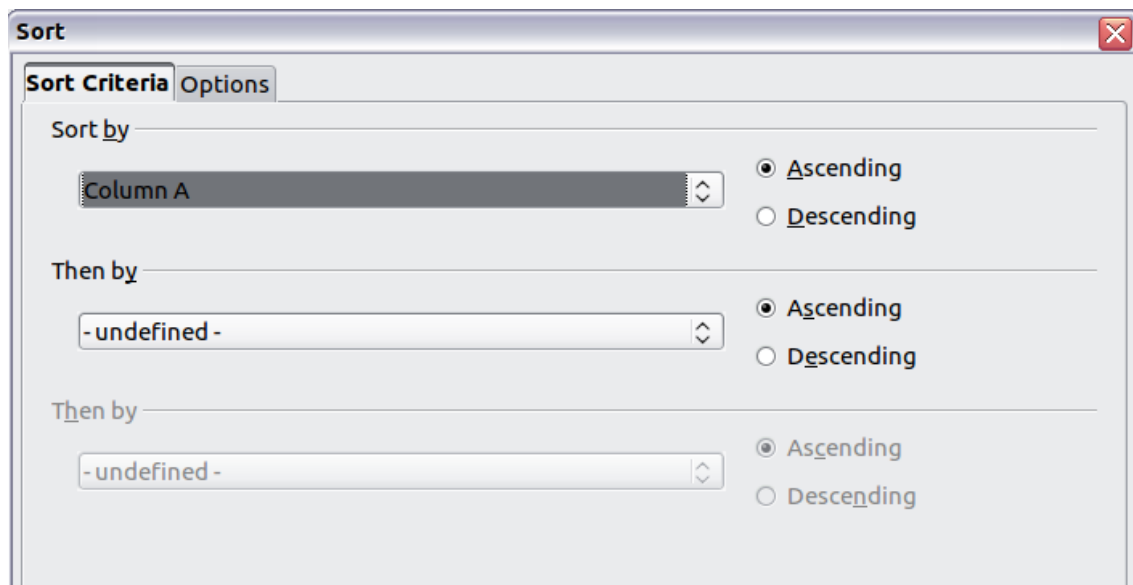 Sort
Sort Criteria Options
Sort by
Column A
Ascending
Descending
Then by
- undefined -
Ascending
Descending
Then by
- undefined -
Ascending
Descending